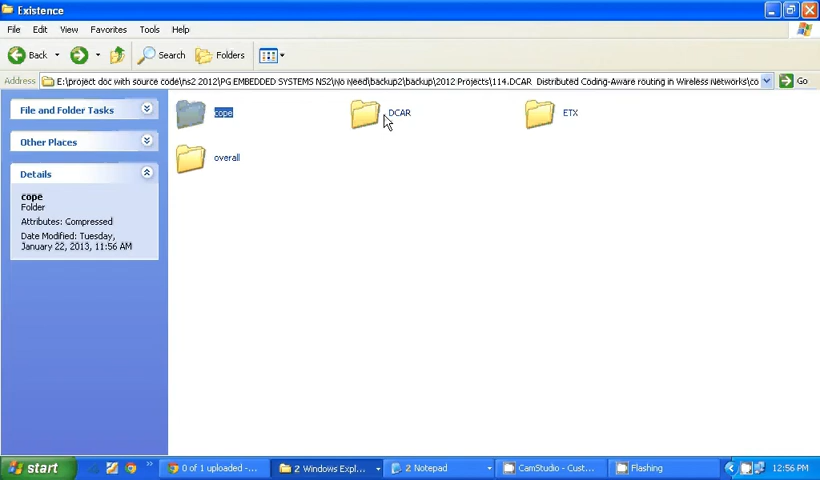 Existence
File Edit View Favorites Tools Help
Back Search Folders
Address E:\project doc with source code\ns2 2012\PG EMBEDDED SYSTEMS NS2\No Need\backup2\backup\2012 Projects\114.DCAR Distributed Coding-Aware routing in Wireless Networks\co Go
File and Folder Tasks
Other Places
Details
cope
Folder
Attributes: Compressed
Date Modified: Tuesday,
January 22, 2013, 11:56 AM
cope DCAR ETX
overall
start 0 of 1 uploaded -... 2 Windows Expl... 2 Notepad CamStudio - Cust... Flashing 12:56 PM